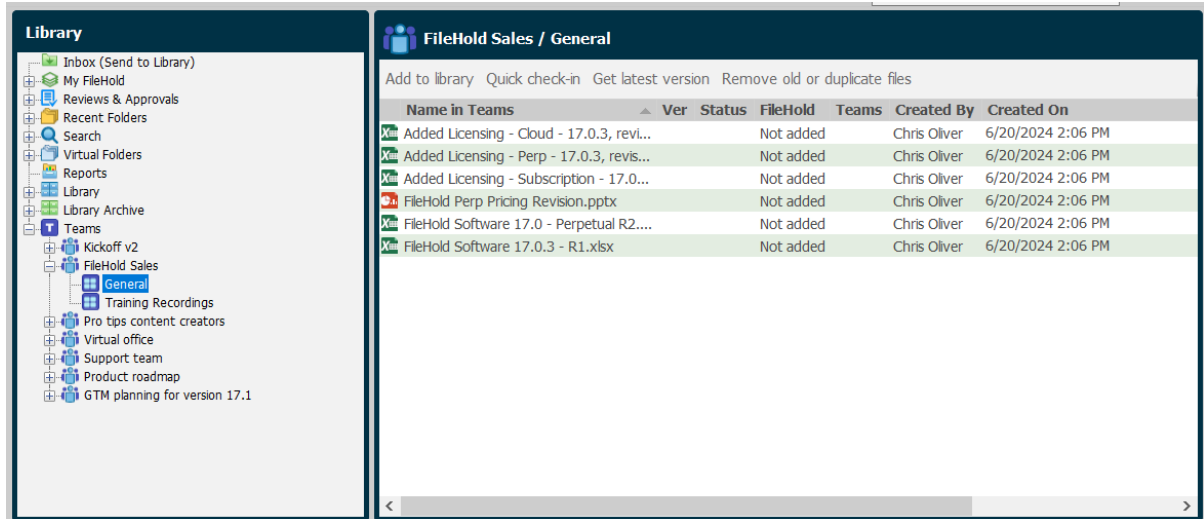 Library
Inbox (Send to Library)
My FileHold
Reviews & Approvals
Recent Folders
Search
Virtual Folders
Reports
Library
Library Archive
Teams
Kickoff v2
FileHold Sales
General
Training Recordings
Pro tips content creators
Virtual office
Support team
Product roadmap
GTM planning for version 17.1
FileHold Sales / General
Add to library Quick check-in Get latest version Remove old or duplicate files
Name in Teams Ver Status FileHold Teams Created By Created On
Added Licensing - Cloud - 17.0.3, revi... Not added Chris Oliver 6/20/2024 2:06 PM
Added Licensing - Perp - 17.0.3, revis... Not added Chris Oliver 6/20/2024 2:06 PM
Added Licensing - Subscription - 17.0... Not added Chris Oliver 6/20/2024 2:06 PM
FileHold Perp Pricing Revision.pptx Not added Chris Oliver 6/20/2024 2:06 PM
FileHold Software 17.0 - Perpetual R2.... Not added Chris Oliver 6/20/2024 2:06 PM
FileHold Software 17.0.3 - R1.xlsx Not added Chris Oliver 6/20/2024 2:06 PM